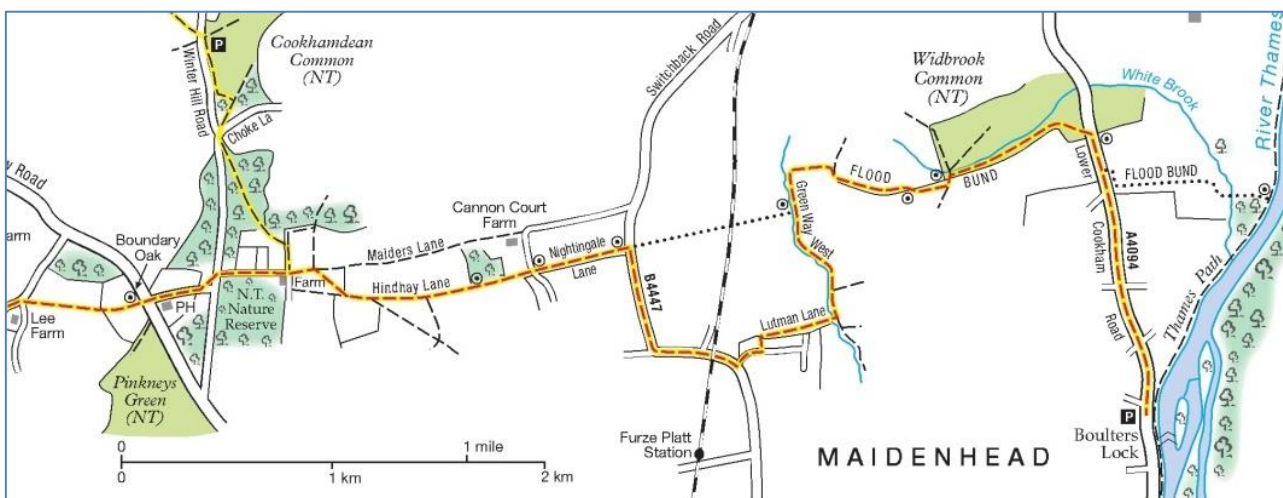 Cookhamdean
Common
(NT)
P
Winter Hill Road
Choke La
Switchback Road
Widbrook
Common
(NT)
White Brook
River Thames
w Road
arm
Boundary
Oak
Cannon Court
Farm
Maiders Lane
Nightingale
Lane
Green Way
West
FLOOD
BUND
Lower
Cookham
Road
A4094
FLOOD BUND
Thames Path
Lee
Farm
PH
N.T.
Nature
Reserve
Farm
Hindhay Lane
B4447
Lutman Lane
Pinkneys
Green
(NT)
0
1 mile
0
1 km
2 km
Furze Platt
Station
MAIDENHEAD
P
Boulters
Lock